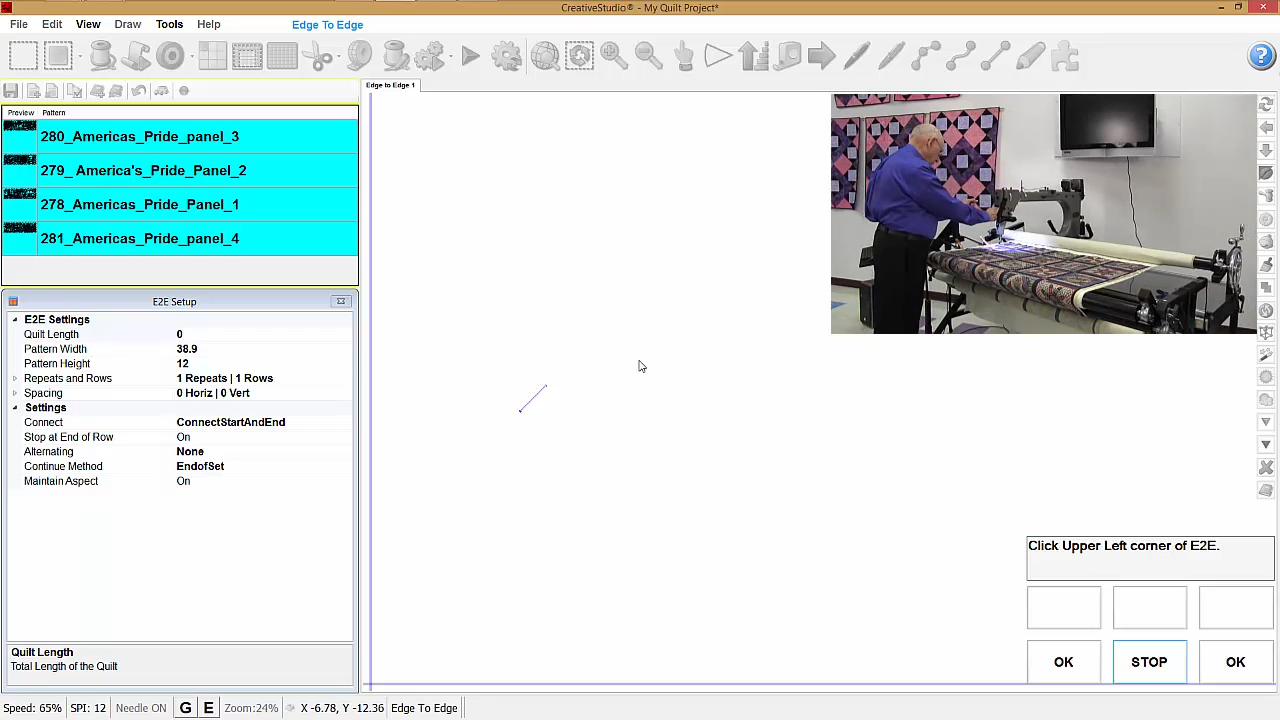 CreativeStudio® - My Quilt Project*
File Edit View Draw Tools Help Edge To Edge
Edge to Edge 1
Preview Pattern
280_Americas_Pride_panel_3
279_ America's_Pride_Panel_2
278_Americas_Pride_Panel_1
281_Americas_Pride_panel_4
E2E Setup
E2E Settings
Quilt Length 0
Pattern Width 38.9
Pattern Height 12
Repeats and Rows 1 Repeats | 1 Rows
Spacing 0 Horiz | 0 Vert
Settings
Connect ConnectStartAndEnd
Stop at End of Row On
Alternating None
Continue Method EndofSet
Maintain Aspect On
Click Upper Left corner of E2E.
OK STOP OK
Quilt Length
Total Length of the Quilt
Speed: 65% SPI: 12 Needle ON G E Zoom:24% X -6.78, Y -12.36 Edge To Edge